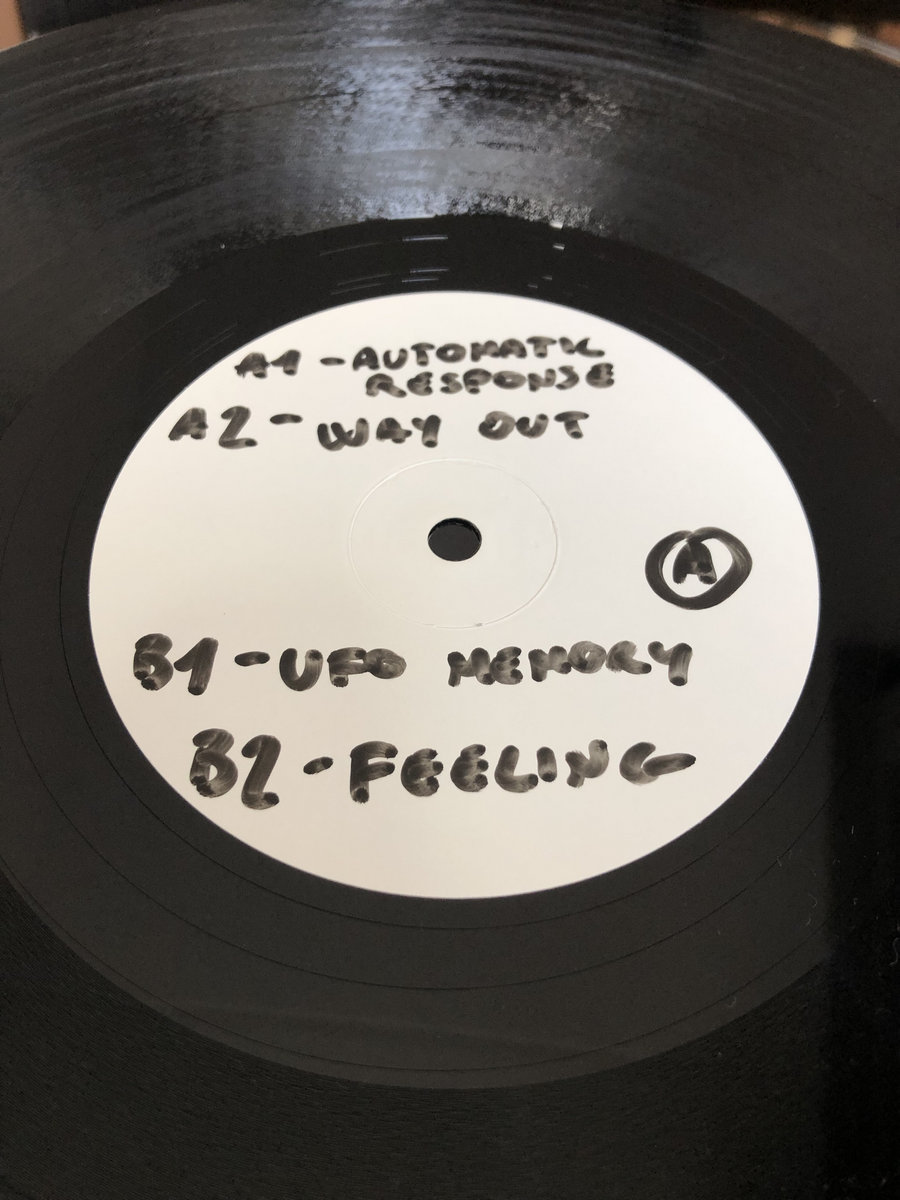 A1 - AUTOMATIC
RESPONSE
A2 - WAY OUT
A
B1 - UFO MEMORY
B2 - FEELING